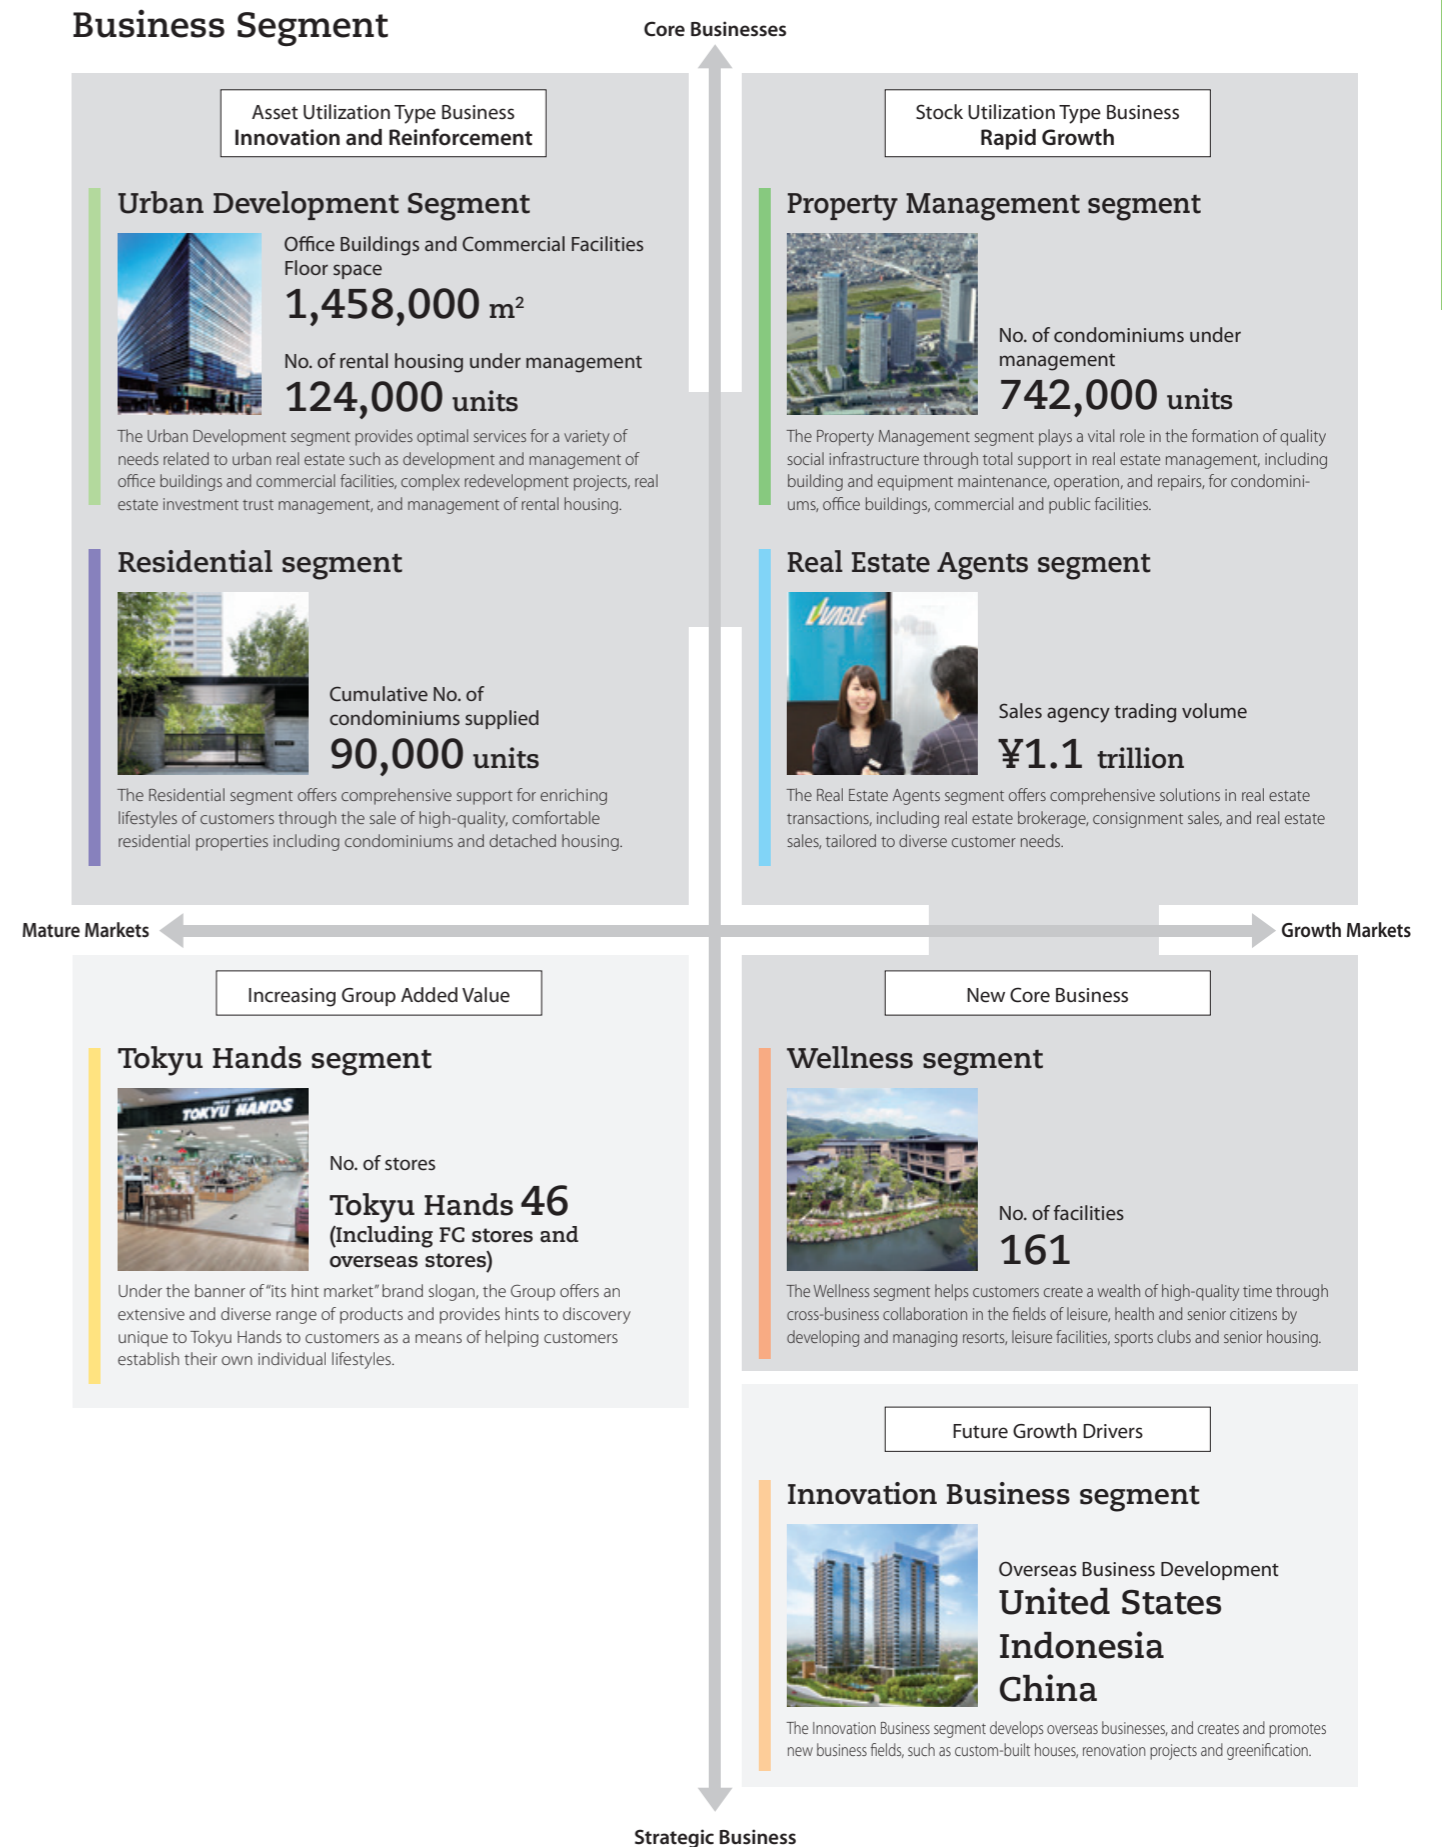 Business Segment
Core Businesses
Asset Utilization Type Business
Innovation and Reinforcement
Urban Development Segment
Office Buildings and Commercial Facilities
Floor space
1,458,000 m²
No. of rental housing under management
124,000 units
The Urban Development segment provides optimal services for a variety of
needs related to urban real estate such as development and management of
office buildings and commercial facilities, complex redevelopment projects, real
estate investment trust management, and management of rental housing.
Residential segment
Cumulative No. of
condominiums supplied
90,000 units
The Residential segment offers comprehensive support for enriching
lifestyles of customers through the sale of high-quality, comfortable
residential properties including condominiums and detached housing.
Stock Utilization Type Business
Rapid Growth
Property Management segment
No. of condominiums under
management
742,000 units
The Property Management segment plays a vital role in the formation of quality
social infrastructure through total support in real estate management, including
building and equipment maintenance, operation, and repairs, for condomini-
ums, office buildings, commercial and public facilities.
Real Estate Agents segment
Sales agency trading volume
¥1.1 trillion
The Real Estate Agents segment offers comprehensive solutions in real estate
transactions, including real estate brokerage, consignment sales, and real estate
sales, tailored to diverse customer needs.
Mature Markets
Growth Markets
Increasing Group Added Value
Tokyu Hands segment
TOKYU HANDS
No. of stores
Tokyu Hands 46
(Including FC stores and
overseas stores)
Under the banner of “its hint market” brand slogan, the Group offers an
extensive and diverse range of products and provides hints to discovery
unique to Tokyu Hands to customers as a means of helping customers
establish their own individual lifestyles.
New Core Business
Wellness segment
No. of facilities
161
The Wellness segment helps customers create a wealth of high-quality time through
cross-business collaboration in the fields of leisure, health and senior citizens by
developing and managing resorts, leisure facilities, sports clubs and senior housing.
Future Growth Drivers
Innovation Business segment
Overseas Business Development
United States
Indonesia
China
The Innovation Business segment develops overseas businesses, and creates and promotes
new business fields, such as custom-built houses, renovation projects and greenification.
Strategic Business